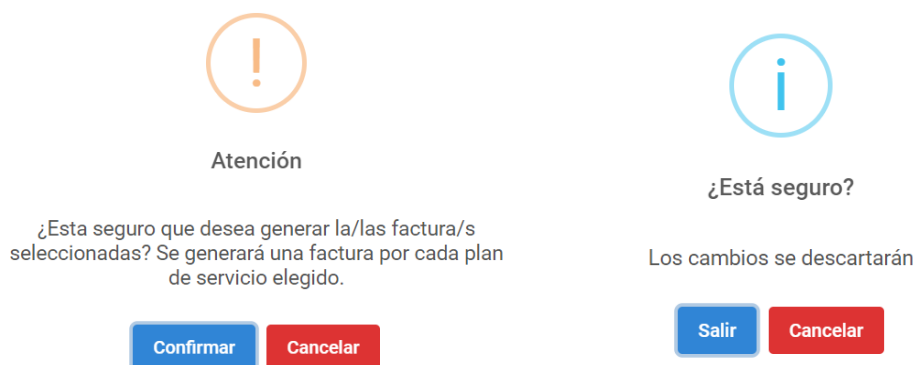 Atención
¿Esta seguro que desea generar la/las factura/s
seleccionadas? Se generará una factura por cada plan
de servicio elegido.
Confirmar
Cancelar
¿Está seguro?
Los cambios se descartarán
Salir
Cancelar